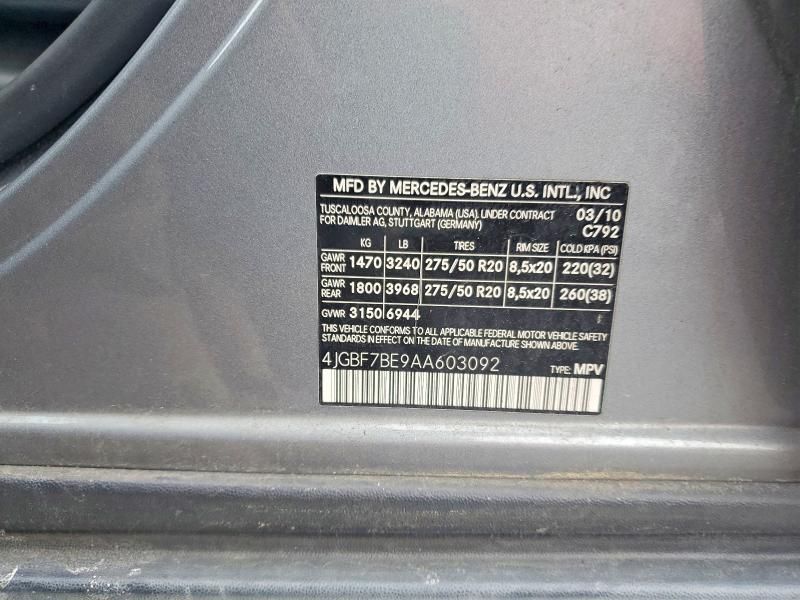 MFD BY MERCEDES-BENZ U.S. INTL., INC
TUSCALOOSA COUNTY, ALABAMA (USA). UNDER CONTRACT 03/10
FOR DAIMLER AG, STUTTGART (GERMANY) C792
KG LB TIRES RIM SIZE COLD KPA (PSI)
GAWR FRONT 1470 3240 275/50 R20 8,5x20 220(32)
GAWR REAR 1800 3968 275/50 R20 8,5x20 260(38)
GVWR 3150 6944
THIS VEHICLE CONFORMS TO ALL APPLICABLE FEDERAL MOTOR VEHICLE SAFETY
STANDARDS IN EFFECT ON THE DATE OF MANUFACTURE SHOWN ABOVE.
4JGBF7BE9AA603092 TYPE: MPV